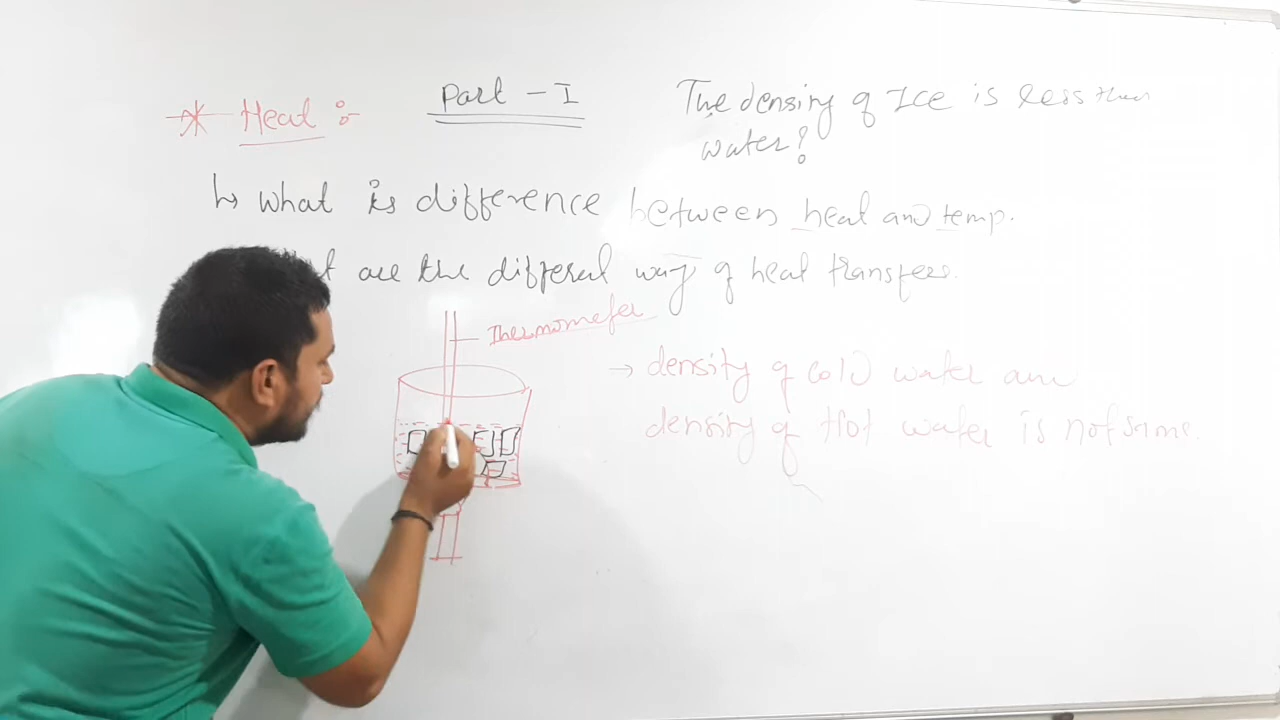 Part - I
Heat :-
The density of Ice is less than
water?
↳ what is difference between heat and temp.
are the different way of heat transfers.
Thermometer
→ density of cold water and
density of Hot water is not same.